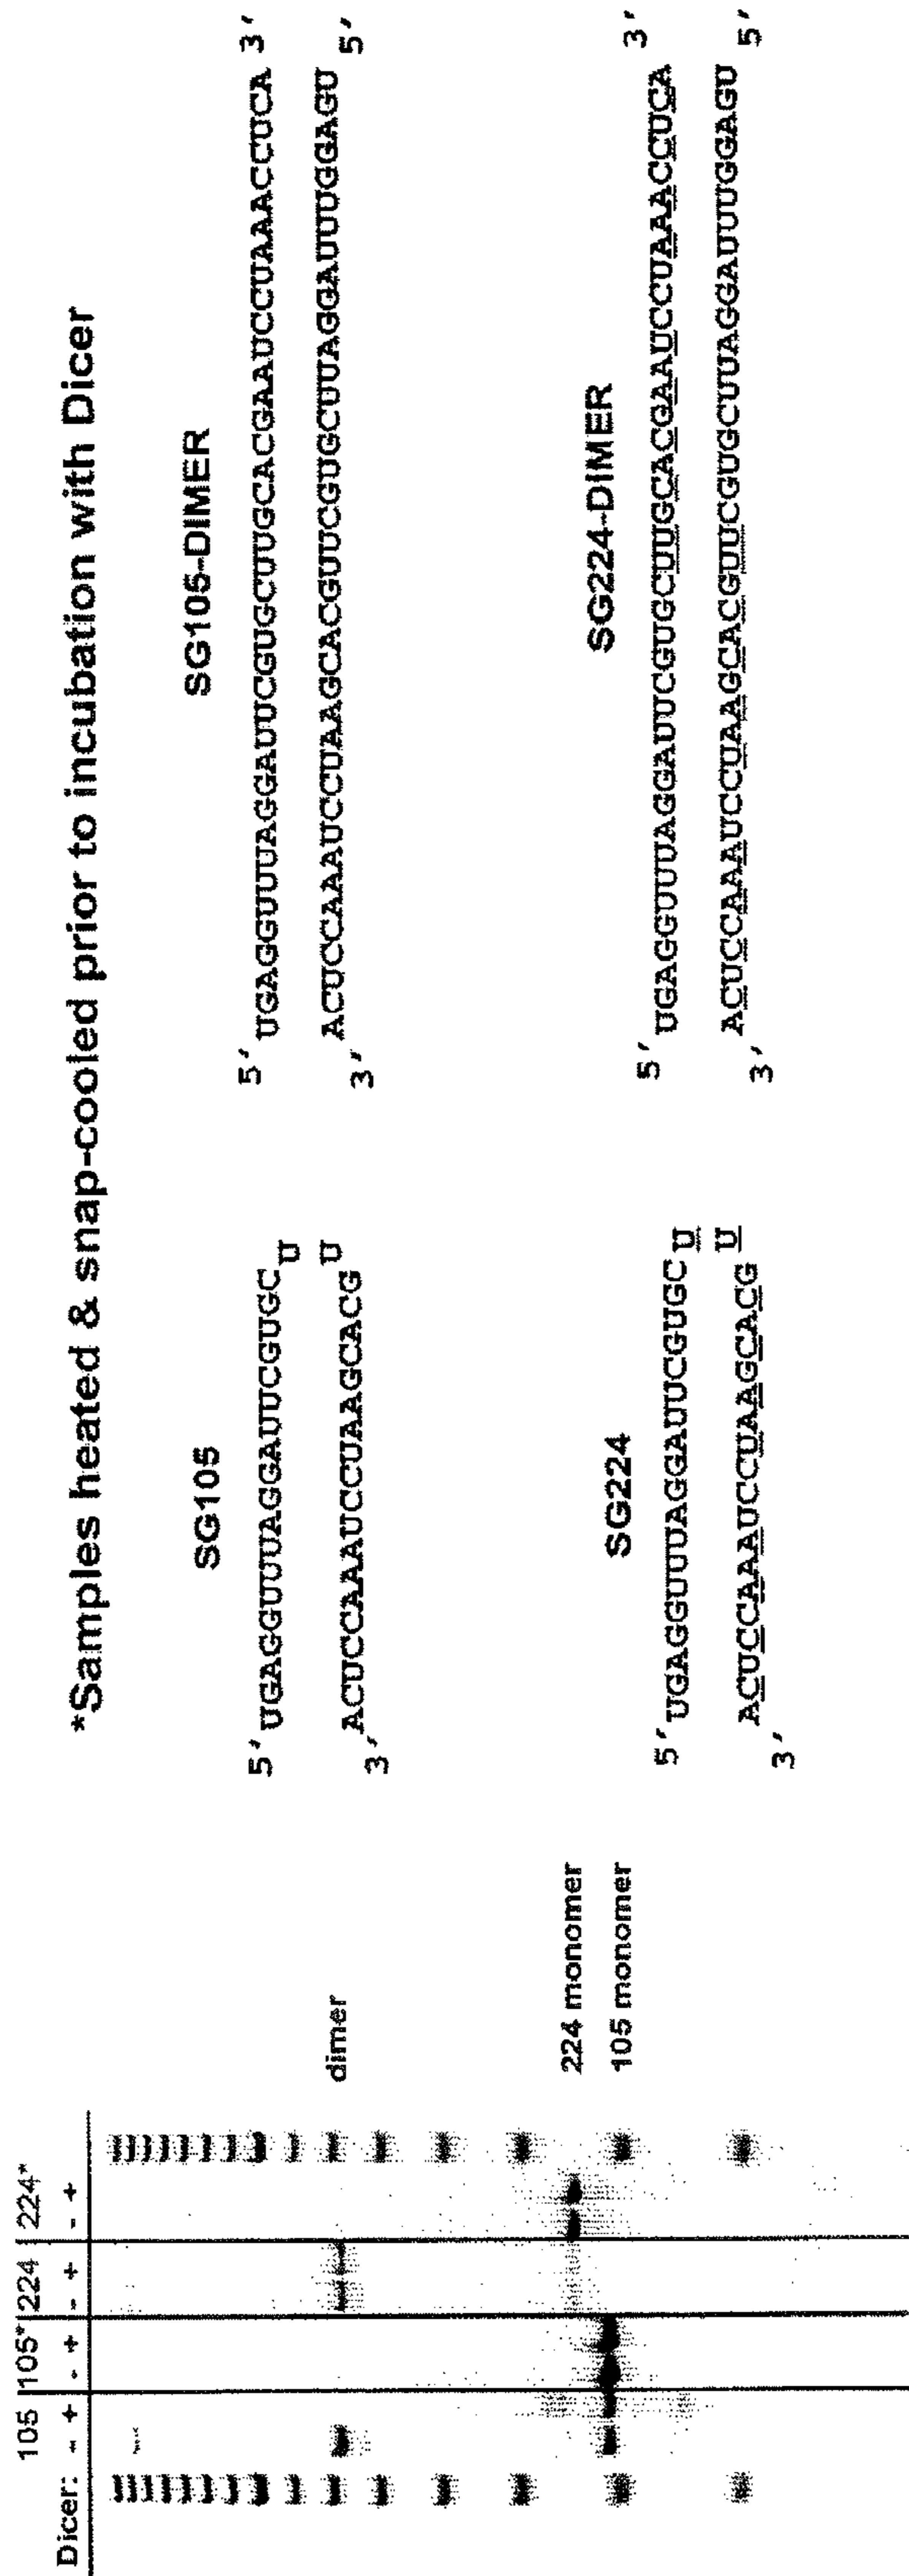 *Samples heated & snap-cooled prior to incubation with Dicer
105 105* 224 224*
Dicer: - + - + - + - +
dimer
224 monomer
105 monomer
SG105
5' UGAGGUUUAGGAUUCGUGC
U
U
3' ACUCCAAAUCCUAAGCACG
SG105-DIMER
5' UGAGGUUUAGGAUUCGUGCUUGCACGAAUCCUAAACCUCA 3'
3' ACUCCAAAUCCUAAGCACGUUCGUGCUUAGGAUUUGGAGU 5'
SG224
5' UGAGGUUUAGGAUUCGUGC
U
U
3' ACUCCAAAUCCUAAGCACG
SG224-DIMER
5' UGAGGUUUAGGAUUCGUGCUUGCACGAAUCCUAAACCUCA 3'
3' ACUCCAAAUCCUAAGCACGUUCGUGCUUAGGAUUUGGAGU 5'